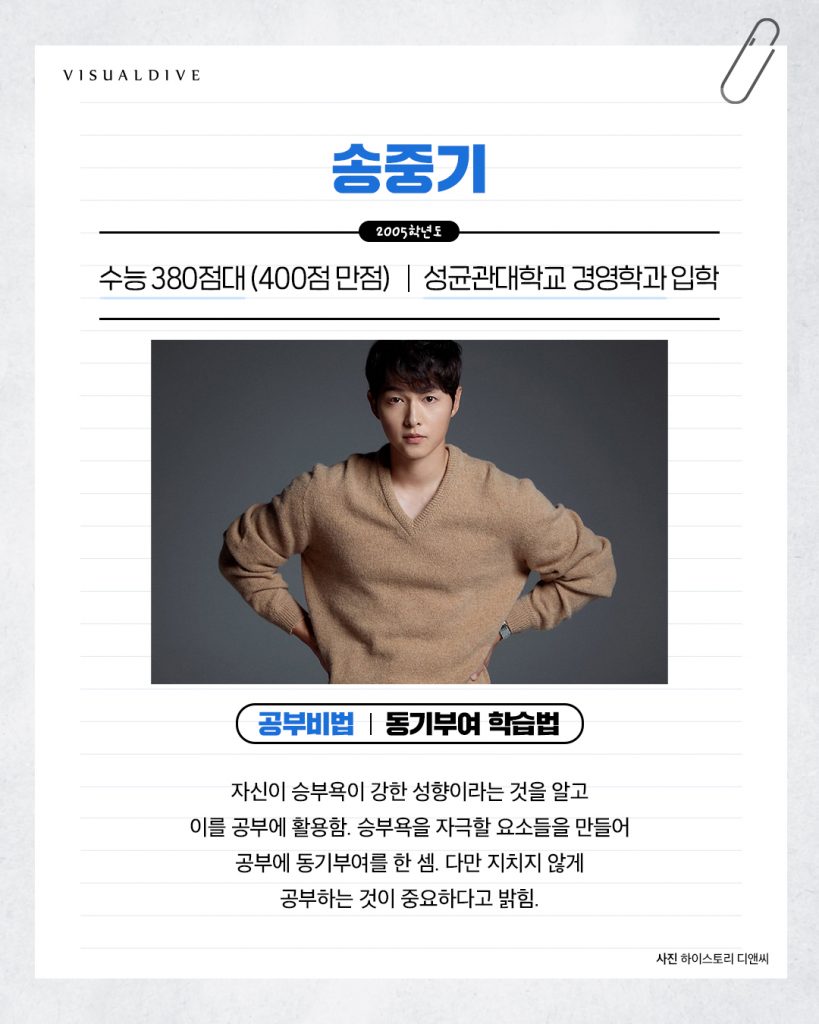 VISUALDIVE
송중기
2005학년도
수능 380점대 (400점 만점) | 성균관대학교 경영학과 입학
공부비법 | 동기부여 학습법
자신이 승부욕이 강한 성향이라는 것을 알고
이를 공부에 활용함. 승부욕을 자극할 요소들을 만들어
공부에 동기부여를 한 셈. 다만 지치지 않게
공부하는 것이 중요하다고 밝힘.
사진 하이스토리 디앤씨